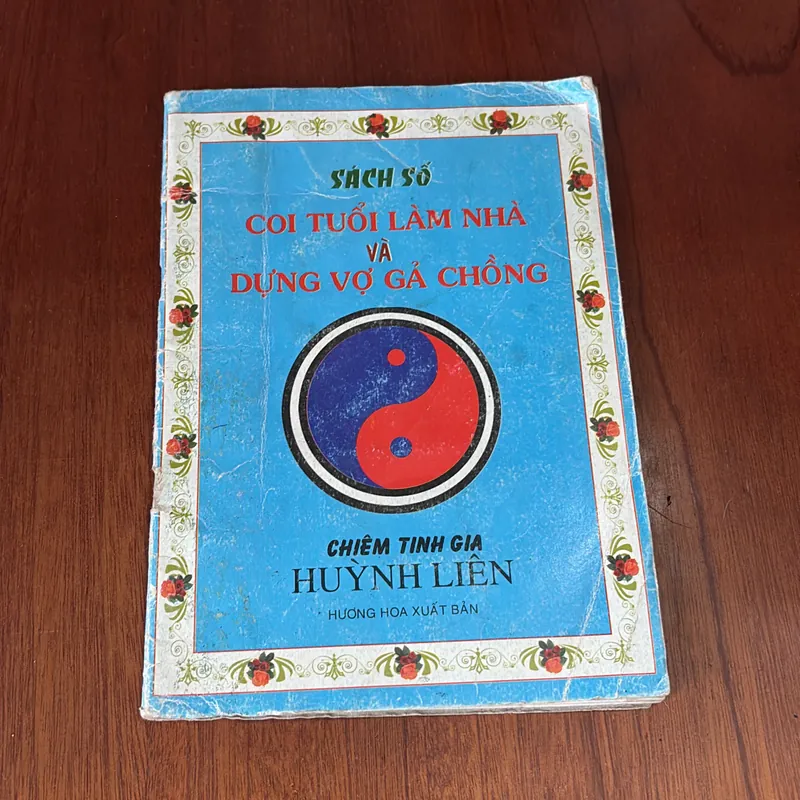 SÁCH SỐ
COI TUỔI LÀM NHÀ
VÀ
DỰNG VỢ GẢ CHỒNG
CHIÊM TINH GIA
HUỲNH LIÊN
HƯƠNG HOA XUẤT BẢN